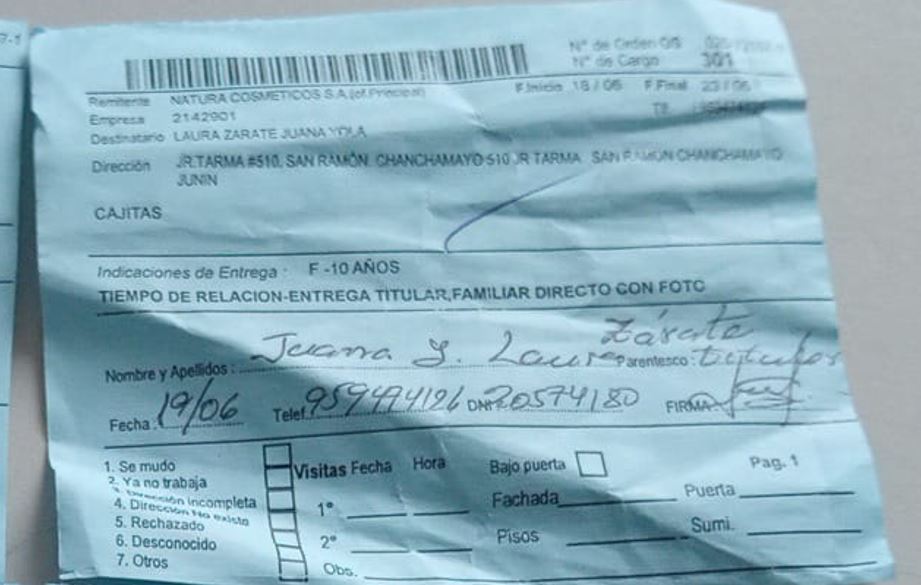 7-1
N° de Orden O/S
N° de Cargo 301
Remitente NATURA COSMETICOS S.A (of.Principal) F.Inicio 18 / 06 F.Final 23 / 06
Empresa 2142901 Tlf
Destinatario LAURA ZARATE JUANA YOLA
Dirección JR.TARMA #510, SAN RAMÓN, CHANCHAMAYO 510 JR TARMA SAN RAMON CHANCHAMAYO
JUNIN
CAJITAS
Indicaciones de Entrega : F -10 AÑOS
TIEMPO DE RELACION-ENTREGA TITULAR,FAMILIAR DIRECTO CON FOTO
Nombre y Apellidos : Juana Y. Laura Zárate Parentesco : titular
Fecha : 19/06 Telef. 959494126 DNI 20574180 FIRMA
1. Se mudo Visitas Fecha Hora Bajo puerta Pag. 1
2. Ya no trabaja
3. Dirección incompleta 1° Fachada Puerta
4. Dirección No existe
5. Rechazado
6. Desconocido 2° Pisos Sumi.
7. Otros Obs.